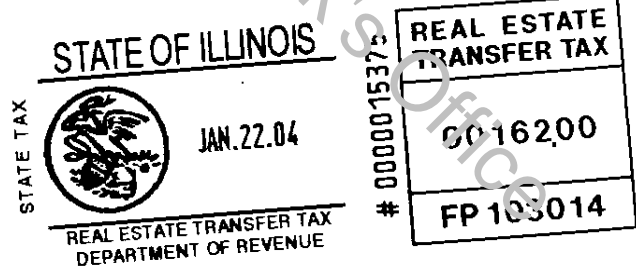 STATE OF ILLINOIS
STATE TAX
JAN.22.04
REAL ESTATE TRANSFER TAX
DEPARTMENT OF REVENUE
# 0000015375
REAL ESTATE
TRANSFER TAX
00162,00
FP 103014
's Office